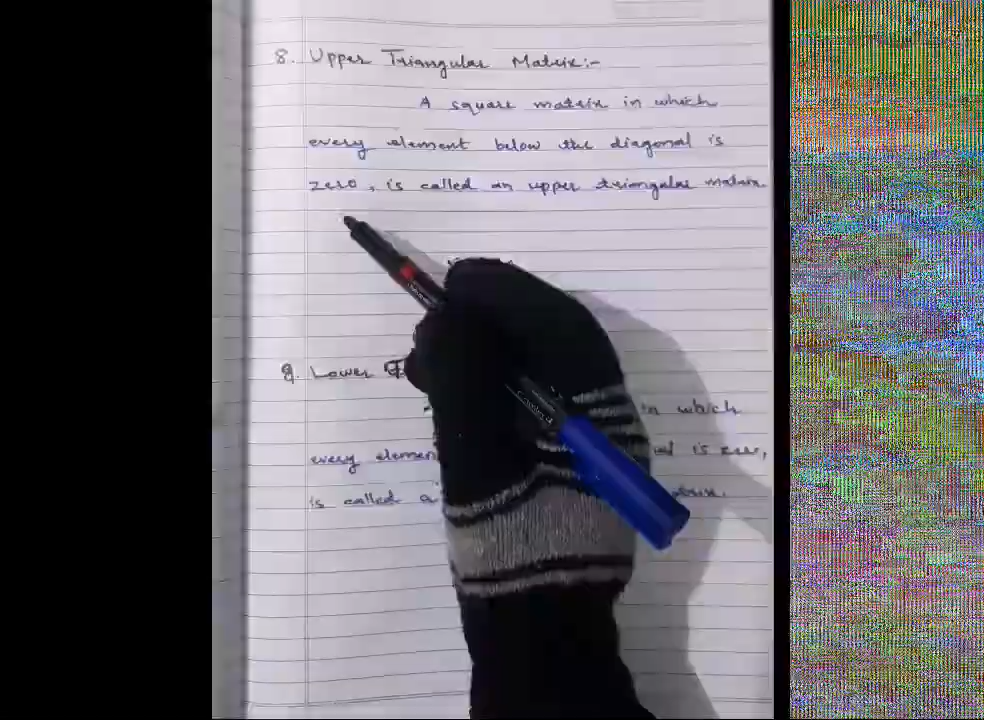 8. Upper Triangular Matrix:-
A square matrix in which
every element below the diagonal is
zero, is called an upper triangular matrix.
9. Lower
in which
every is zero,
is called